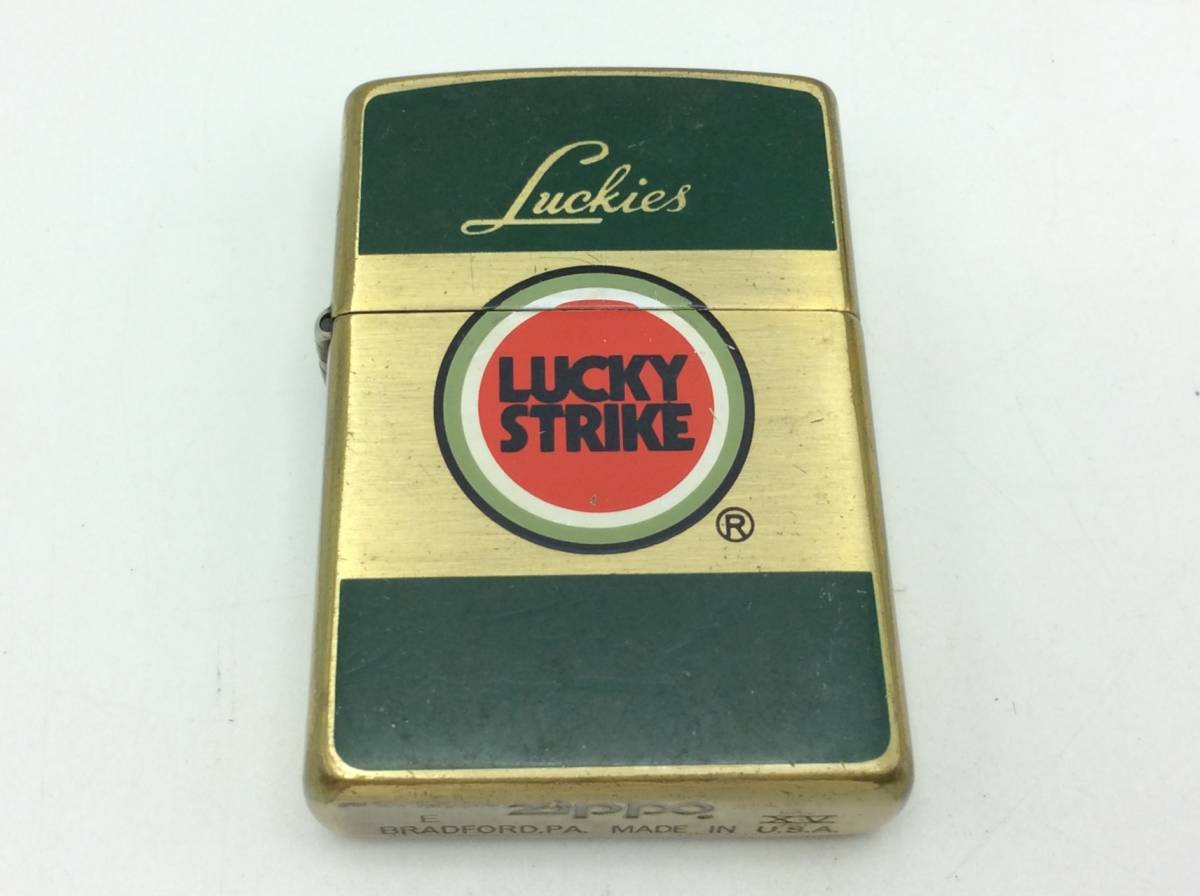 Luckies
LUCKY
STRIKE
®
E Zippo XV
BRADFORD,PA. MADE IN U.S.A.